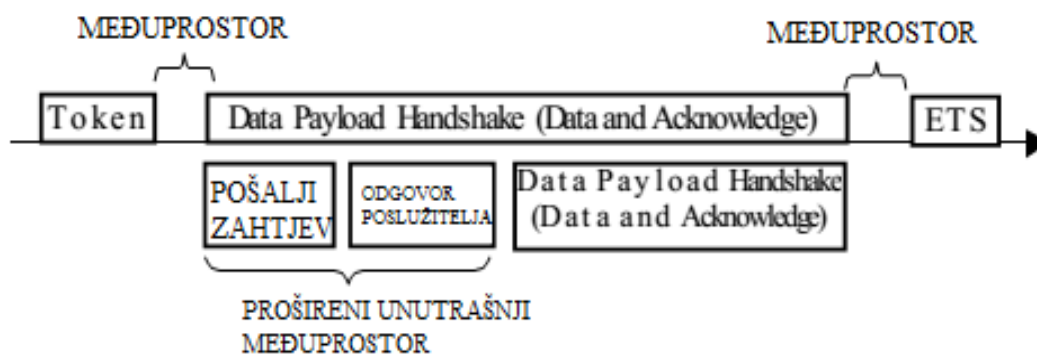 MEĐUPROSTOR
MEĐUPROSTOR
Token
Data Payload Handshake (Data and Acknowledge)
ETS
POŠALJI
ZAHTJEV
ODGOVOR
POSLUŽITELJA
Data Payload Handshake
(Data and Acknowledge)
PROŠIRENI UNUTRAŠNJI
MEĐUPROSTOR